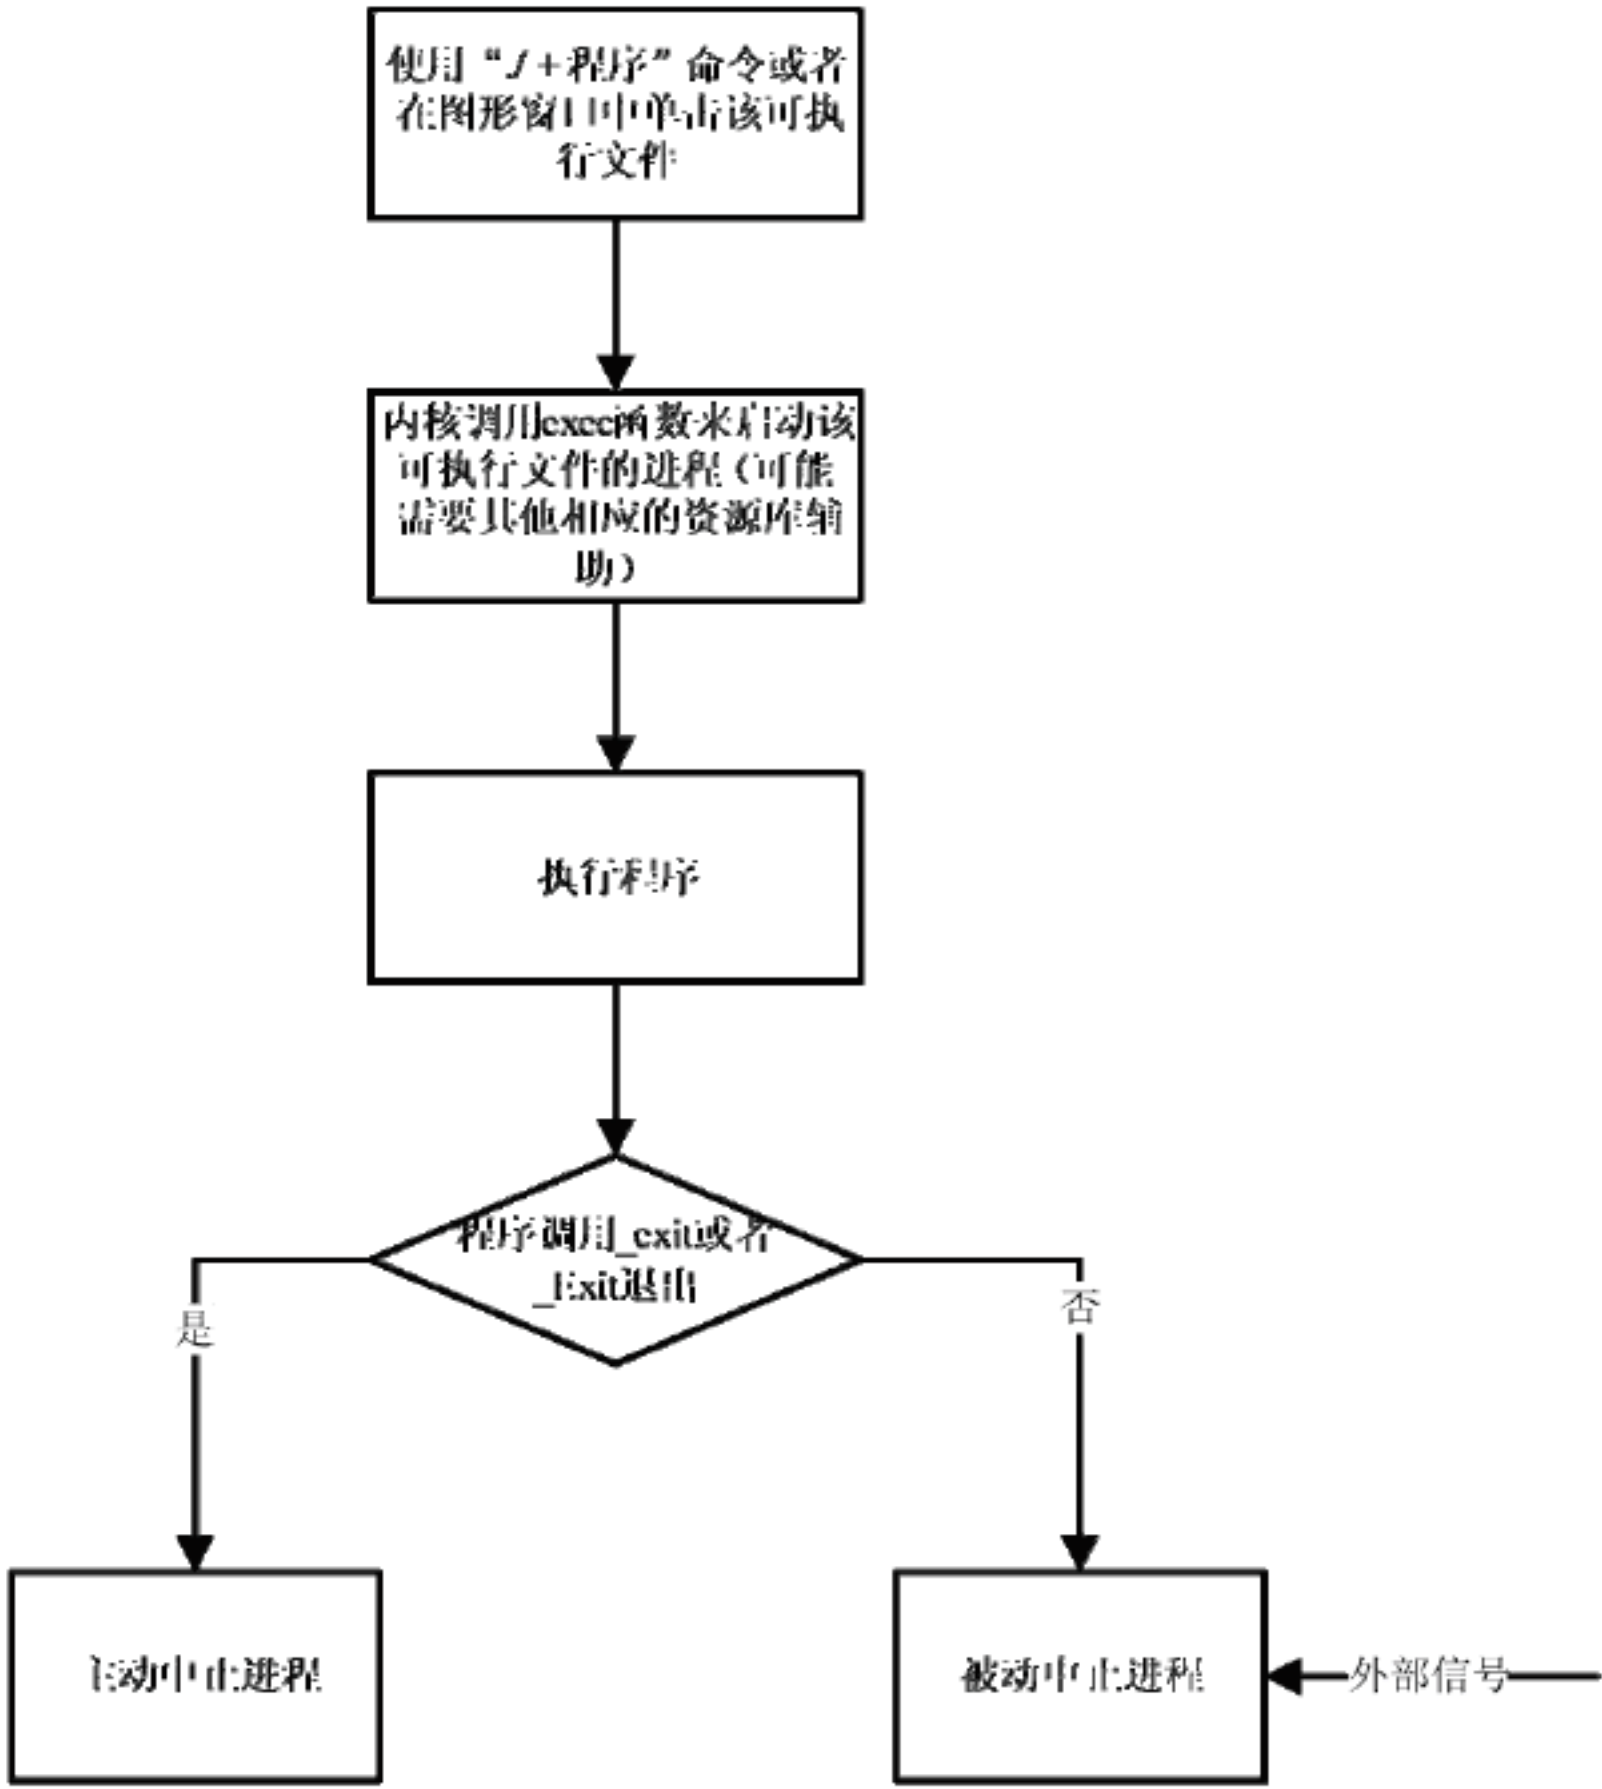 使用“./+程序”命令或者
在图形窗口中单击该可执
行文件
内核调用exec函数来启动该
可执行文件的进程（可能
需要其他相应的资源库辅
助）
执行程序
程序调用_exit或者
_Exit退出
是
否
主动中止进程
被动中止进程
外部信号